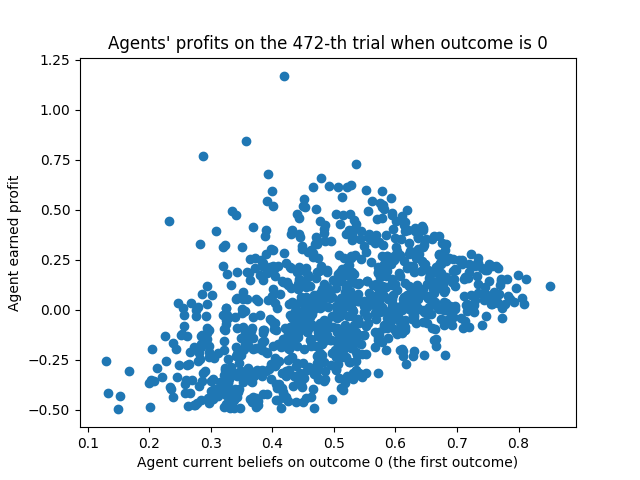 Agents' profits on the 472-th trial when outcome is 0
1.25
1.00
0.75
0.50
0.25
0.00
−0.25
−0.50
Agent earned profit
0.1 0.2 0.3 0.4 0.5 0.6 0.7 0.8
Agent current beliefs on outcome 0 (the first outcome)